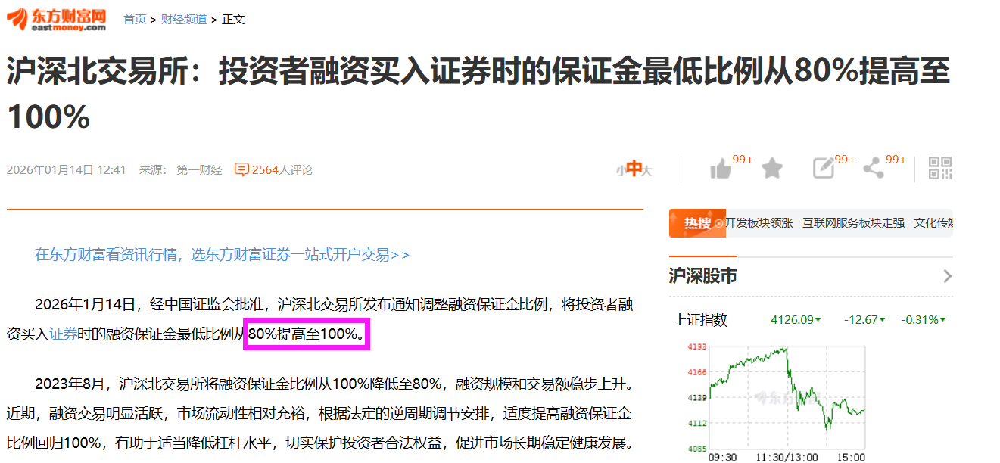 东方财富网
eastmoney.com
首页 > 财经频道 > 正文
沪深北交易所：投资者融资买入证券时的保证金最低比例从80%提高至
100%
2026年01月14日 12:41 来源： 第一财经 2564人评论
小中大 99+ 99+ 99+
热搜 开发板块领涨 互联网服务板块走强 文化传媒
在东方财富看资讯行情，选东方财富证券一站式开户交易>>
2026年1月14日，经中国证监会批准，沪深北交易所发布通知调整融资保证金比例，将投资者融
资买入证券时的融资保证金最低比例从80%提高至100%。
2023年8月，沪深北交易所将融资保证金比例从100%降低至80%，融资规模和交易额稳步上升。
近期，融资交易明显活跃，市场流动性相对充裕，根据法定的逆周期调节安排，适度提高融资保证金
比例回归100%，有助于适当降低杠杆水平，切实保护投资者合法权益，促进市场长期稳定健康发展。
沪深股市
上证指数 4126.09 -12.67 -0.31%
4193
4166
4139
4112
4085
09:30 11:30/13:00 15:00